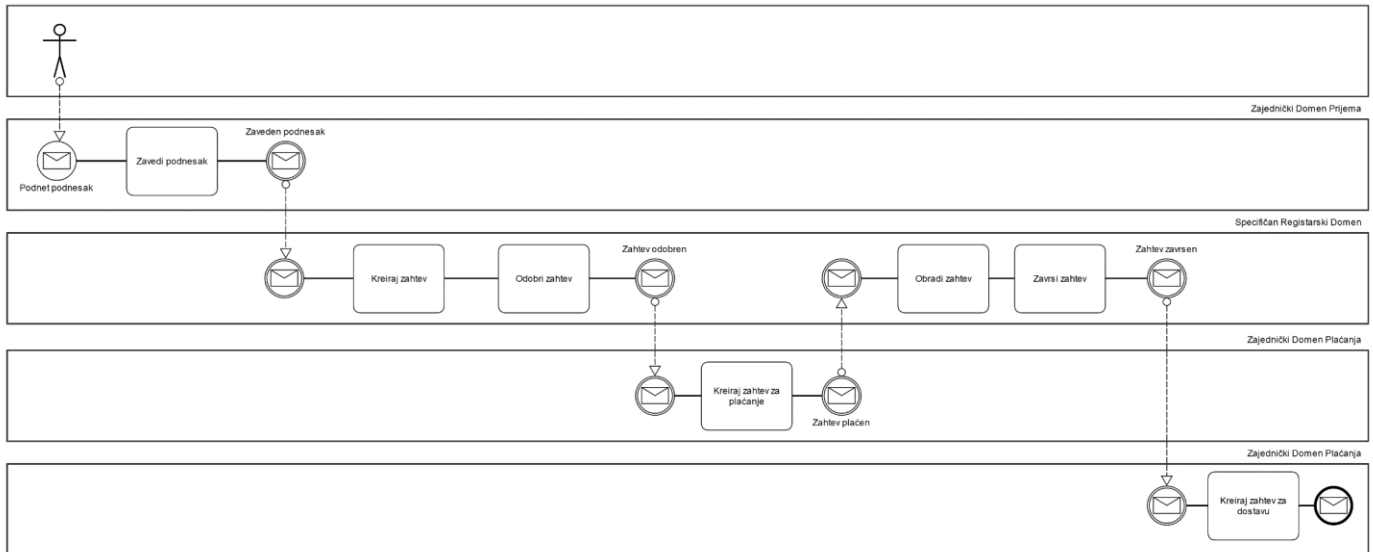 Zajednički Domen Prijema
Zaveden podnesak
Zavedi podnesak
Podnet podnesak
Specifičan Registarski Domen
Zahtev odobren
Zahtev zavrsen
Kreiraj zahtev
Odobri zahtev
Obradi zahtev
Zavrsi zahtev
Zajednički Domen Plaćanja
Kreiraj zahtev za
plaćanje
Zahtev plaćen
Zajednički Domen Plaćanja
Kreiraj zahtev za
dostavu